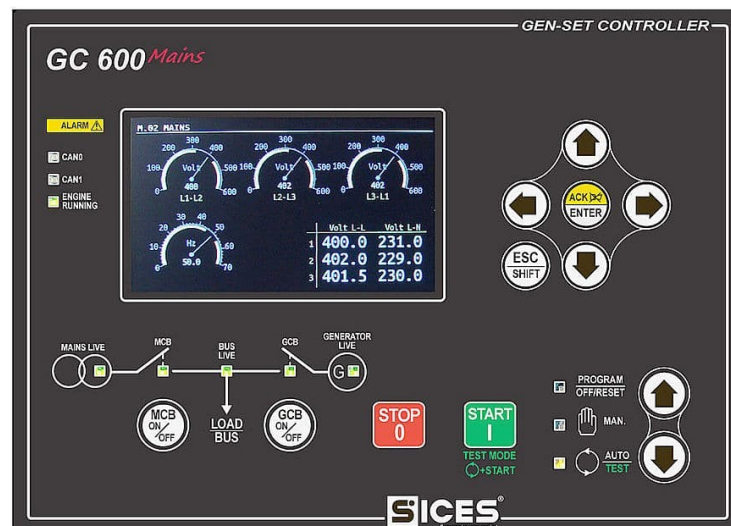 GEN-SET CONTROLLER
GC 600 Mains
ALARM
CAN0
CAN1
ENGINE
RUNNING
M.02 MAINS
0 100 200 300 400 500 600
Volt
400
L1-L2
0 100 200 300 400 500 600
Volt
402
L2-L3
0 100 200 300 400 500 600
Volt
402
L3-L1
0 10 20 30 40 50 60 70
Hz
50.0
Volt L-L Volt L-N
1 400.0 231.0
2 402.0 229.0
3 401.5 230.0
ACK
ENTER
ESC
SHIFT
MAINS LIVE
MCB
BUS
LIVE
GCB
GENERATOR
LIVE
G
MCB
ON/OFF
LOAD
BUS
GCB
ON/OFF
STOP
0
START
I
TEST MODE
+START
PROGRAM
OFF/RESET
MAN.
AUTO
TEST
SICES®